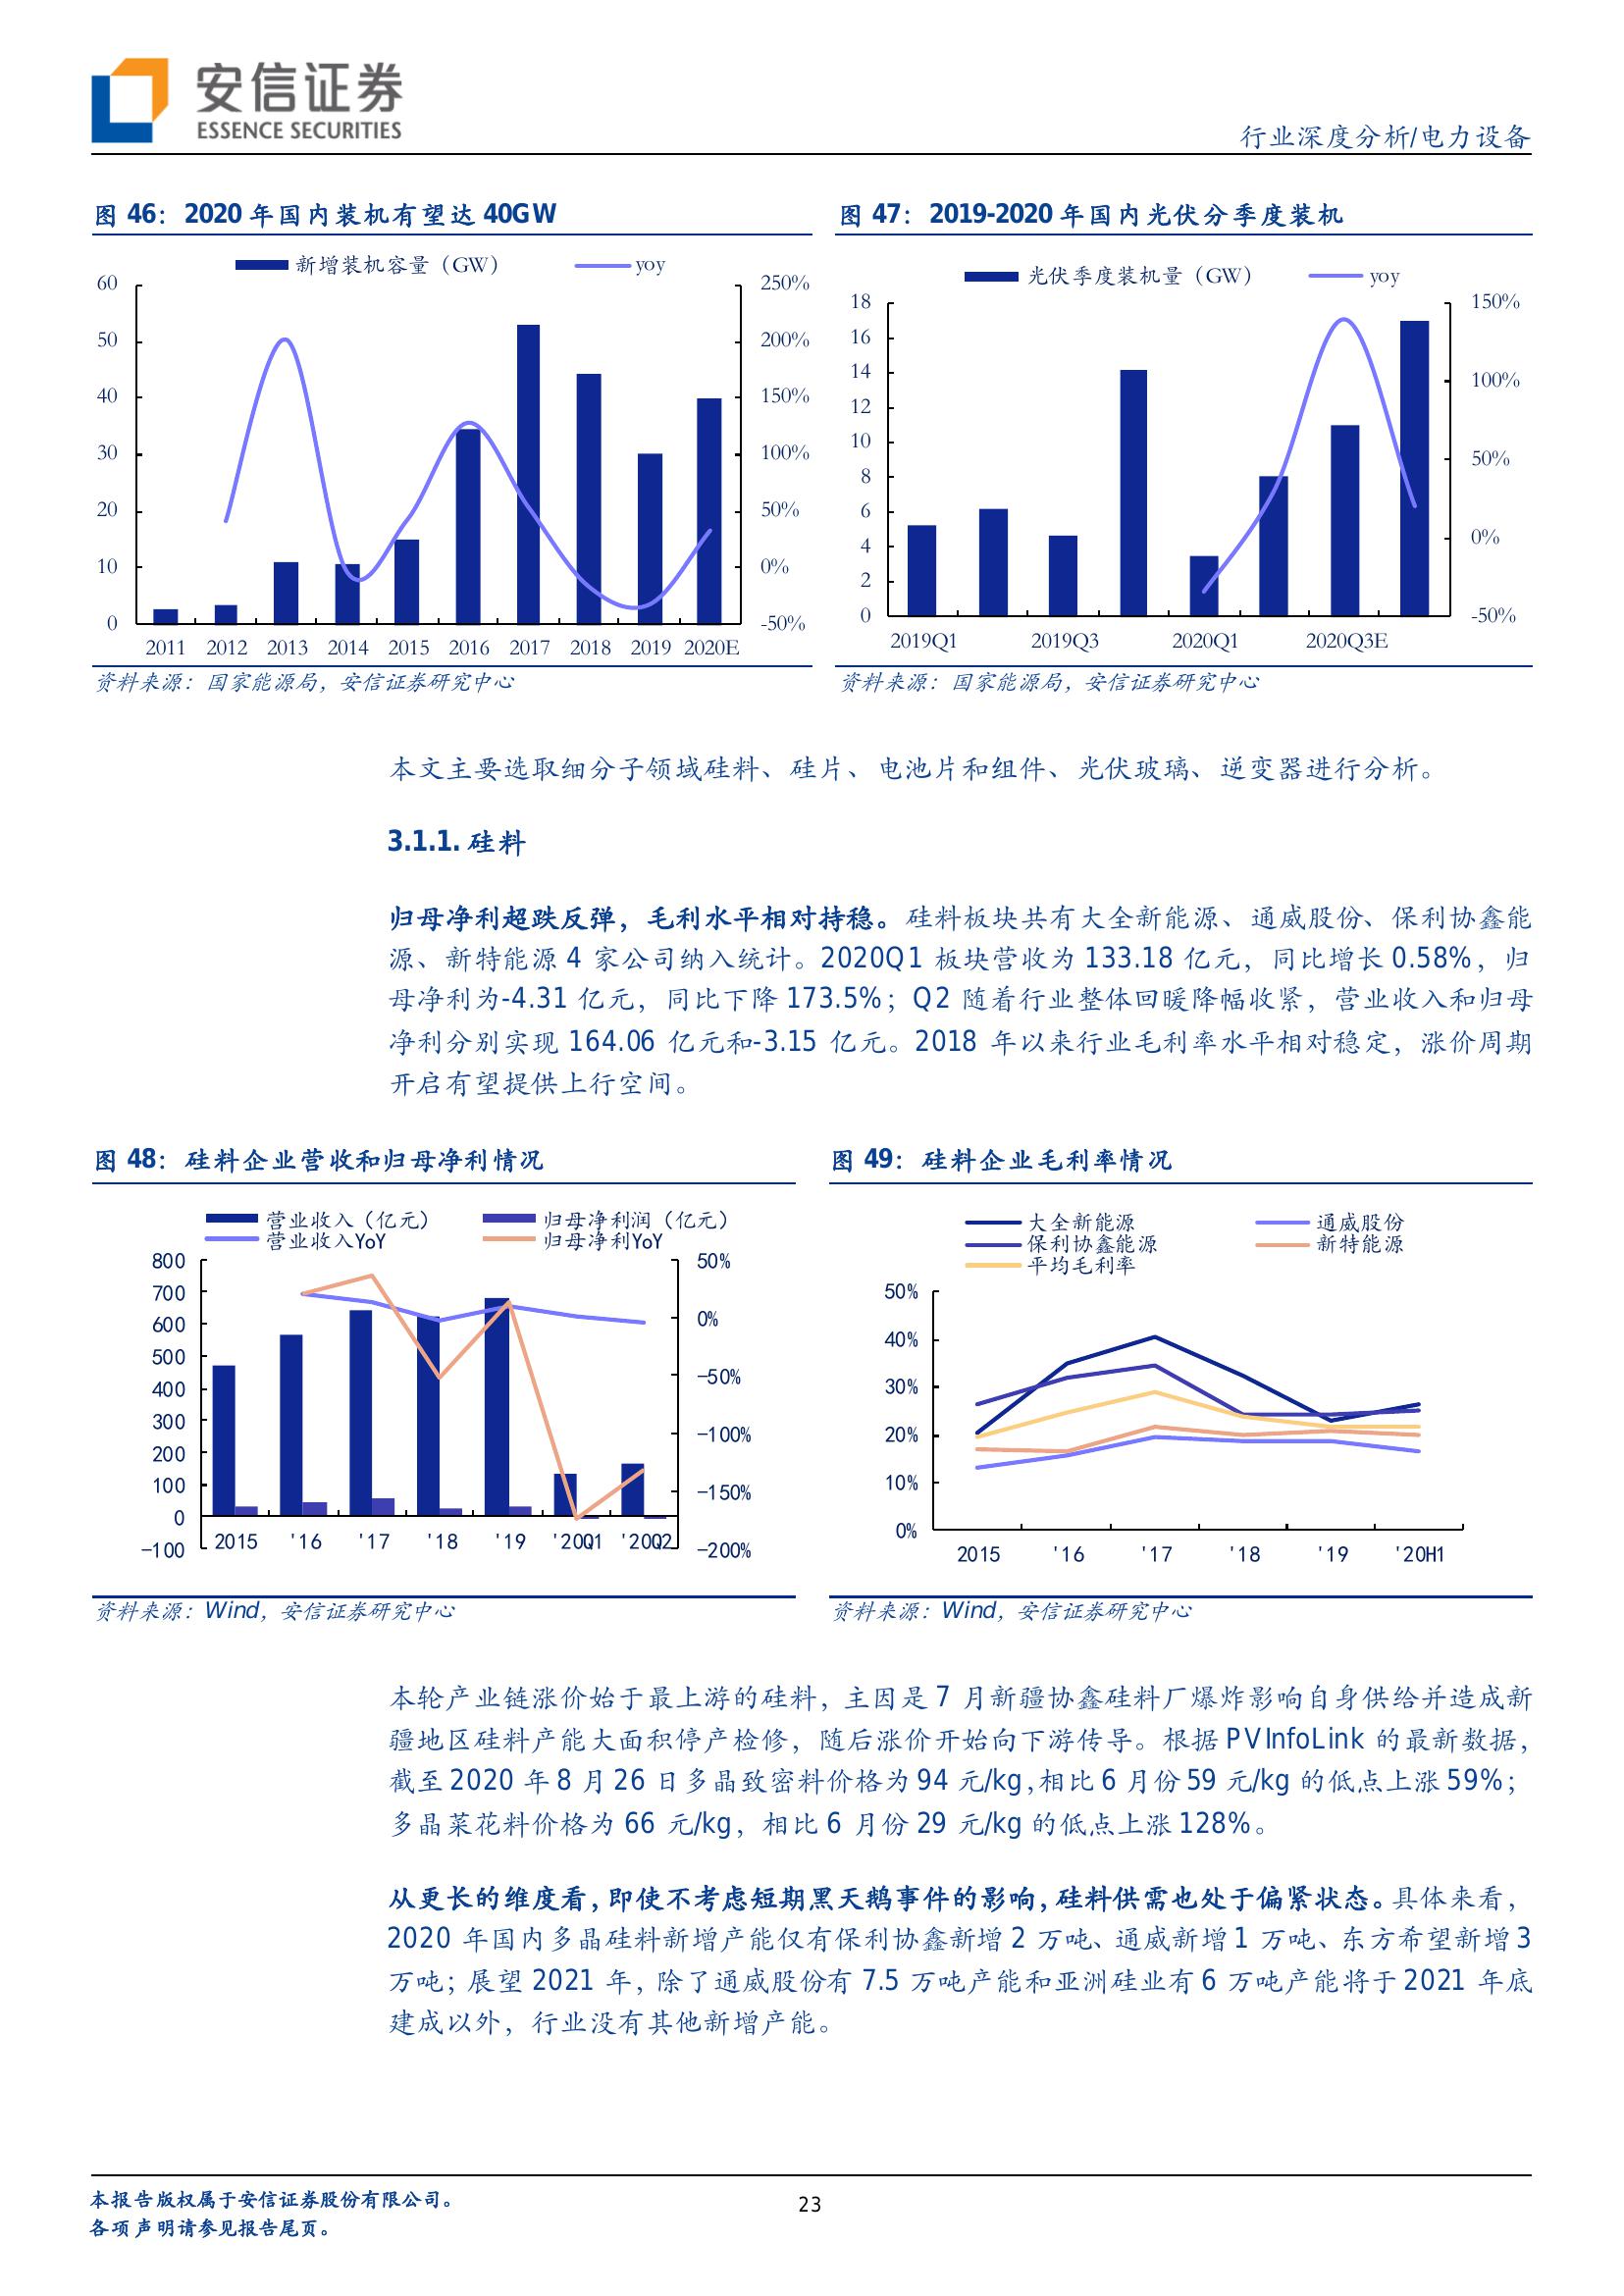 安信证券
ESSENCE SECURITIES
行业深度分析/电力设备
图 46：2020 年国内装机有望达 40GW
新增装机容量（GW）
yoy
60
50
40
30
20
10
0
250%
200%
150%
100%
50%
0%
-50%
2011 2012 2013 2014 2015 2016 2017 2018 2019 2020E
资料来源：国家能源局，安信证券研究中心
图 47：2019-2020 年国内光伏分季度装机
光伏季度装机量（GW）
yoy
18
16
14
12
10
8
6
4
2
0
150%
100%
50%
0%
-50%
2019Q1 2019Q3 2020Q1 2020Q3E
资料来源：国家能源局，安信证券研究中心
本文主要选取细分子领域硅料、硅片、电池片和组件、光伏玻璃、逆变器进行分析。
3.1.1. 硅料
归母净利超跌反弹，毛利水平相对持稳。硅料板块共有大全新能源、通威股份、保利协鑫能
源、新特能源 4 家公司纳入统计。2020Q1 板块营收为 133.18 亿元，同比增长 0.58%，归
母净利为-4.31 亿元，同比下降 173.5%；Q2 随着行业整体回暖降幅收紧，营业收入和归母
净利分别实现 164.06 亿元和-3.15 亿元。2018 年以来行业毛利率水平相对稳定，涨价周期
开启有望提供上行空间。
图 48：硅料企业营收和归母净利情况
营业收入（亿元）
归母净利润（亿元）
营业收入YoY
归母净利YoY
800
700
600
500
400
300
200
100
0
-100
50%
0%
-50%
-100%
-150%
-200%
2015 '16 '17 '18 '19 '20Q1 '20Q2
资料来源：Wind，安信证券研究中心
图 49：硅料企业毛利率情况
大全新能源
通威股份
保利协鑫能源
新特能源
平均毛利率
50%
40%
30%
20%
10%
0%
2015 '16 '17 '18 '19 '20H1
资料来源：Wind，安信证券研究中心
本轮产业链涨价始于最上游的硅料，主因是 7 月新疆协鑫硅料厂爆炸影响自身供给并造成新
疆地区硅料产能大面积停产检修，随后涨价开始向下游传导。根据 PVInfoLink 的最新数据，
截至 2020 年 8 月 26 日多晶致密料价格为 94 元/kg，相比 6 月份 59 元/kg 的低点上涨 59%；
多晶菜花料价格为 66 元/kg，相比 6 月份 29 元/kg 的低点上涨 128%。
从更长的维度看，即使不考虑短期黑天鹅事件的影响，硅料供需也处于偏紧状态。具体来看，
2020 年国内多晶硅料新增产能仅有保利协鑫新增 2 万吨、通威新增 1 万吨、东方希望新增 3
万吨；展望 2021 年，除了通威股份有 7.5 万吨产能和亚洲硅业有 6 万吨产能将于 2021 年底
建成以外，行业没有其他新增产能。
本报告版权属于安信证券股份有限公司。
23
各项声明请参见报告尾页。